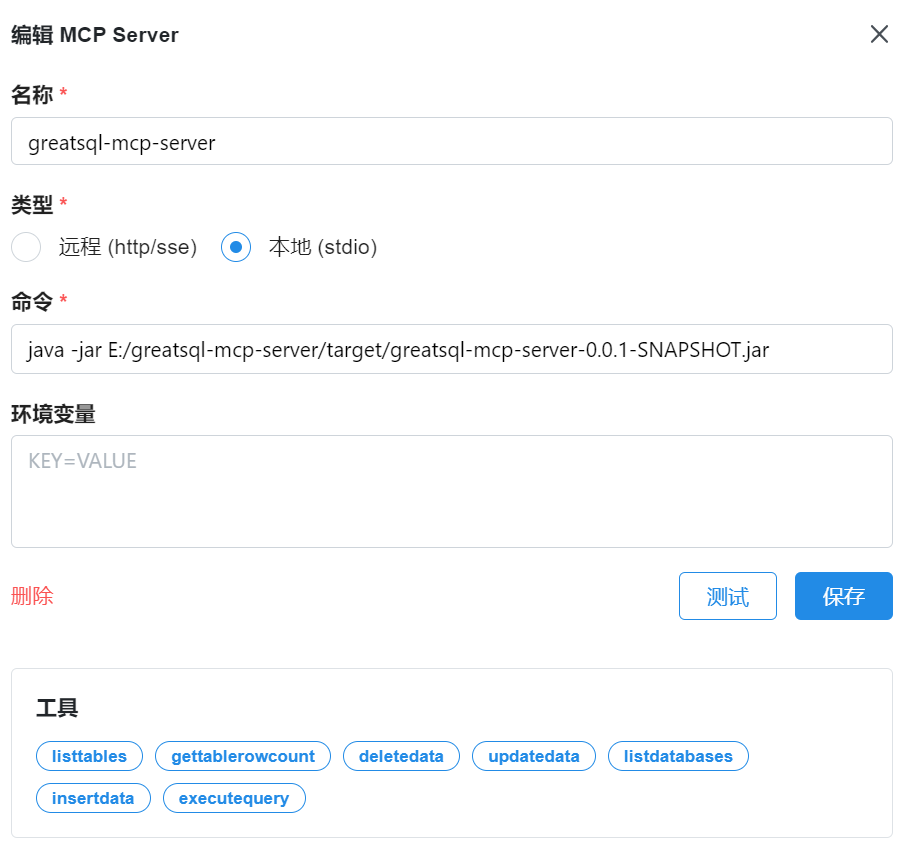 编辑 MCP Server
名称 *
greatsql-mcp-server
类型 *
远程 (http/sse) 本地 (stdio)
命令 *
java -jar E:/greatsql-mcp-server/target/greatsql-mcp-server-0.0.1-SNAPSHOT.jar
环境变量
KEY=VALUE
删除 测试 保存
工具
listtables gettablerowcount deletedata updatedata listdatabases
insertdata executequery